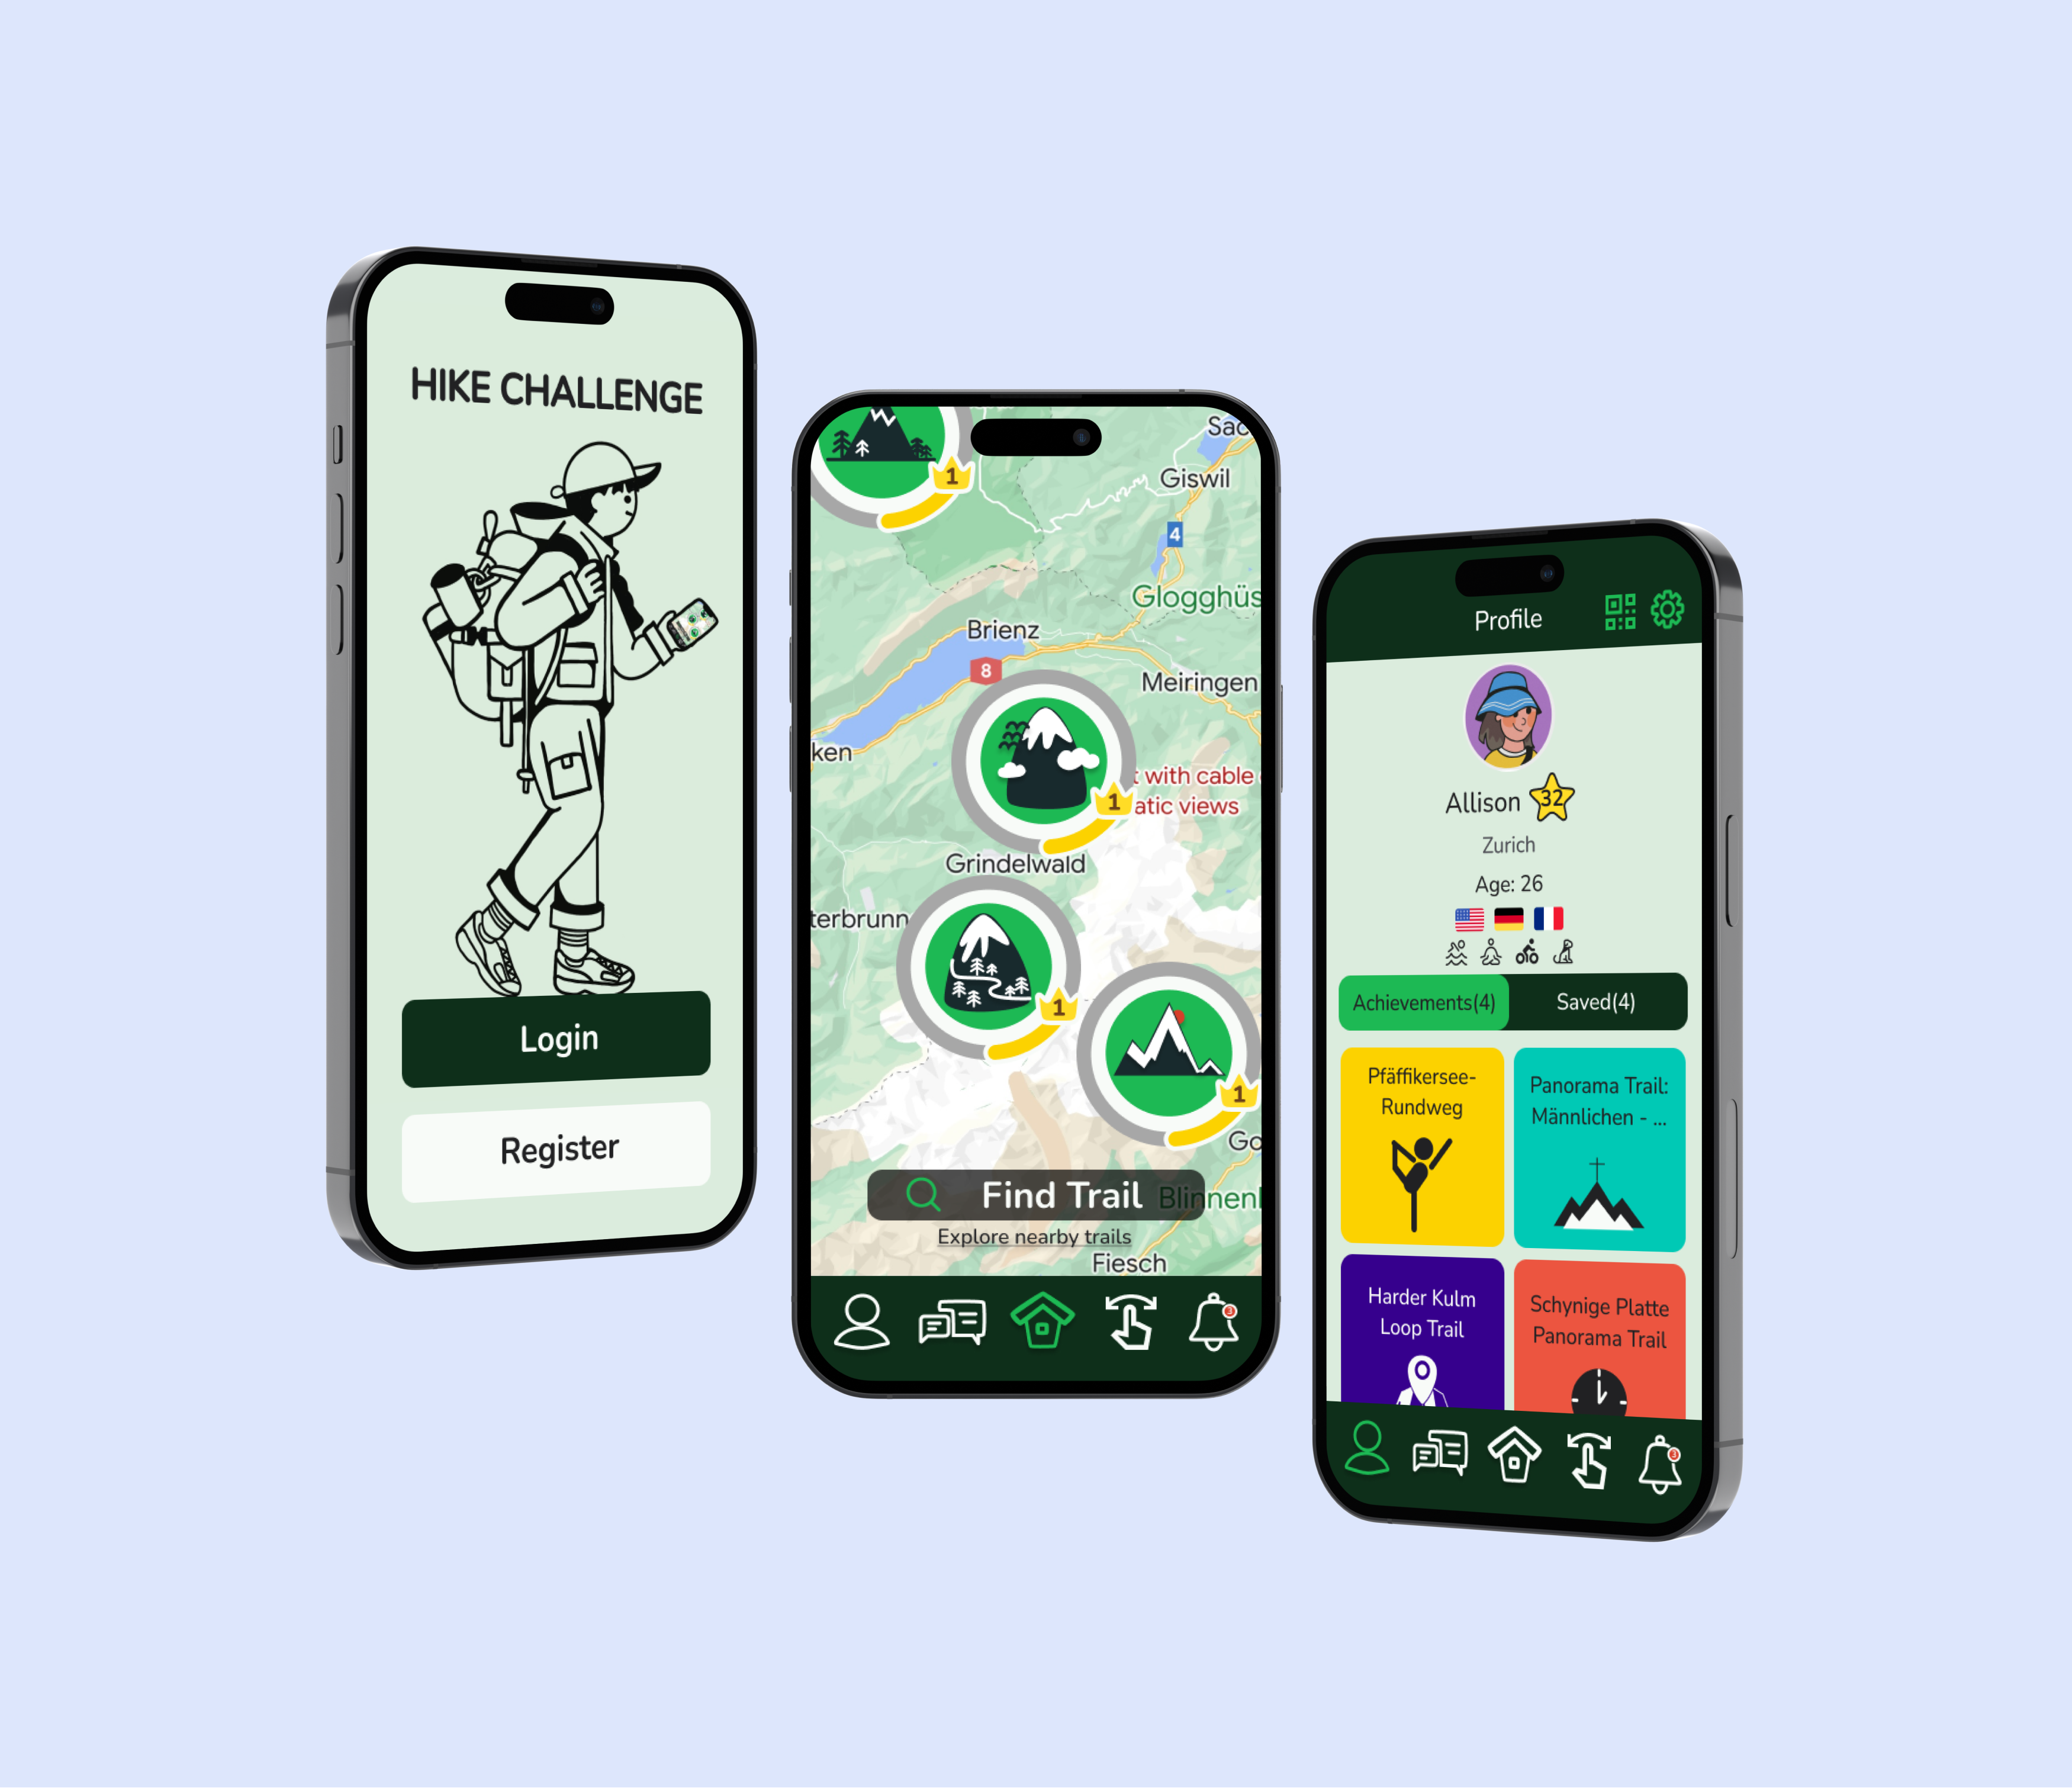 HIKE CHALLENGE
Login
Register
1
Giswil
4
Glogghüs
Brienz
8
Meiringen
ken
t with cable
atic views
1
Grindelwald
terbrunn
1
1
Go
Find Trail
Blinnen
Explore nearby trails
Fiesch
3
Profile
Allison 32
Zurich
Age: 26
Achievements(4) Saved(4)
Pfäffikersee-
Rundweg
Panorama Trail:
Männlichen - ...
Harder Kulm
Loop Trail
Schynige Platte
Panorama Trail
3